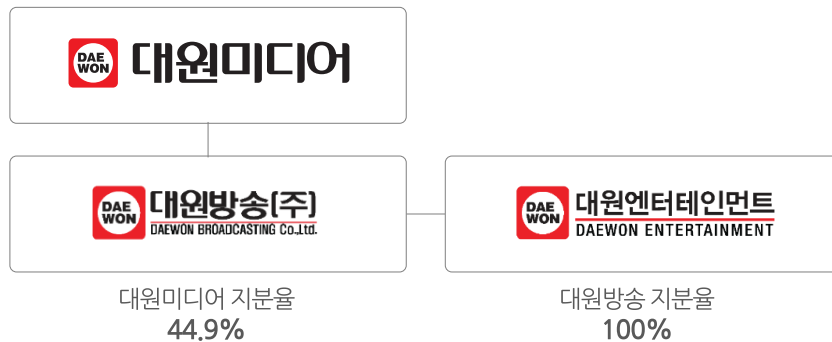 DAE
WON
대원미디어
DAE
WON
대원방송(주)
DAEWON BROADCASTING Co.,Ltd.
DAE
WON
대원엔터테인먼트
DAEWON ENTERTAINMENT
대원미디어 지분율
44.9%
대원방송 지분율
100%